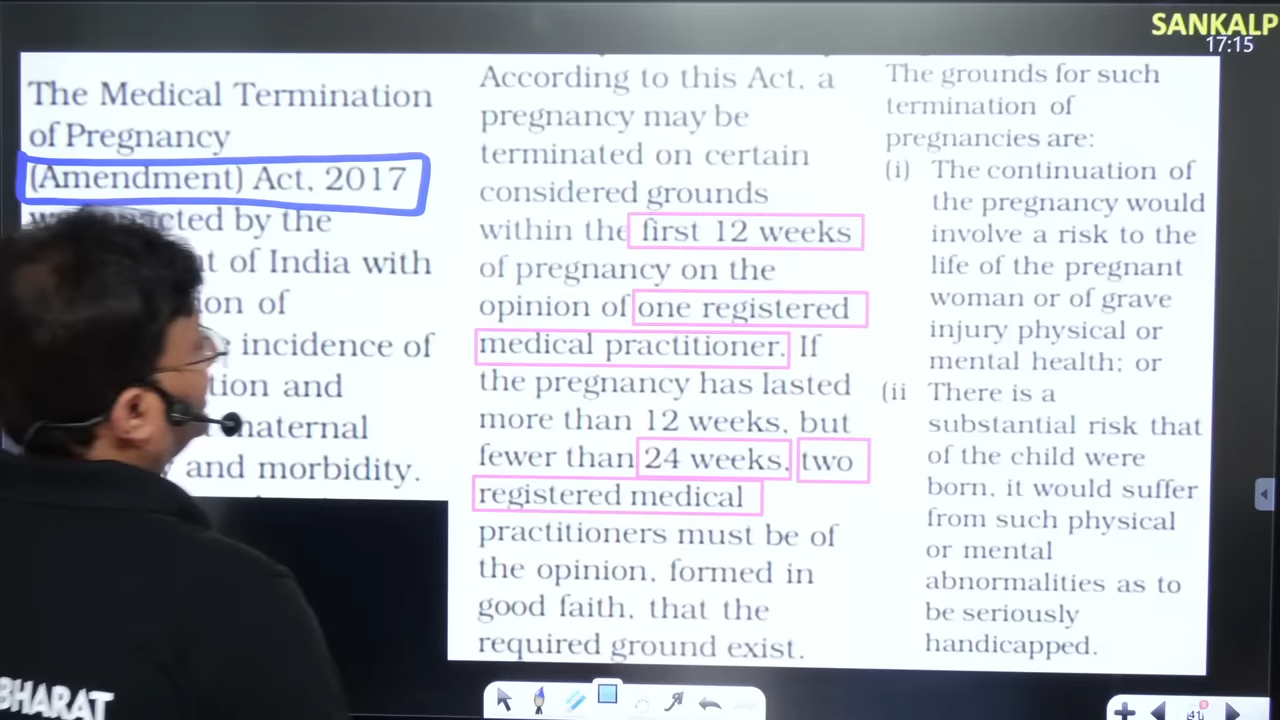 SANKALP
17:15
The Medical Termination
of Pregnancy
(Amendment) Act, 2017
by the
of India with
of
incidence of
and
maternal
and morbidity.
According to this Act, a
pregnancy may be
terminated on certain
considered grounds
within the first 12 weeks
of pregnancy on the
opinion of one registered
medical practitioner. If
the pregnancy has lasted
more than 12 weeks, but
fewer than 24 weeks, two
registered medical
practitioners must be of
the opinion, formed in
good faith, that the
required ground exist.
The grounds for such
termination of
pregnancies are:
(i) The continuation of
the pregnancy would
involve a risk to the
life of the pregnant
woman or of grave
injury physical or
mental health; or
(ii There is a
substantial risk that
of the child were
born, it would suffer
from such physical
or mental
abnormalities as to
be seriously
handicapped.
BHARAT
41